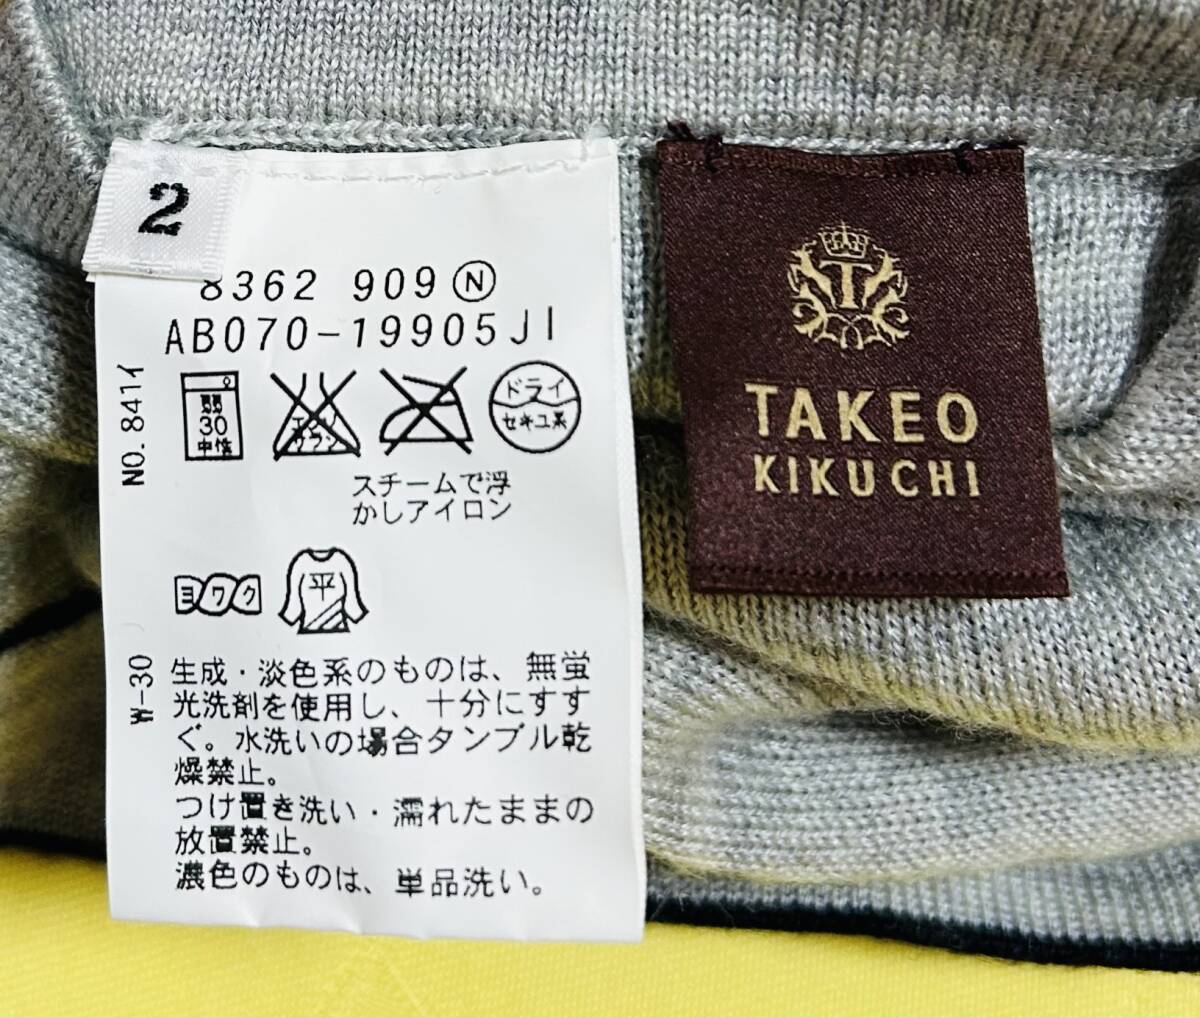 2
8362 909 Ⓝ
AB070-19905JI
NO. 841イ
弱
30
中性
エンソ
サラシ
ドライ
セキユ系
スチームで浮
かしアイロン
ヨワク
平
W-30
生成・淡色系のものは、無蛍
光洗剤を使用し、十分にすす
ぐ。水洗いの場合タンブル乾
燥禁止。
つけ置き洗い・濡れたままの
放置禁止。
濃色のものは、単品洗い。
T
TAKEO
KIKUCHI